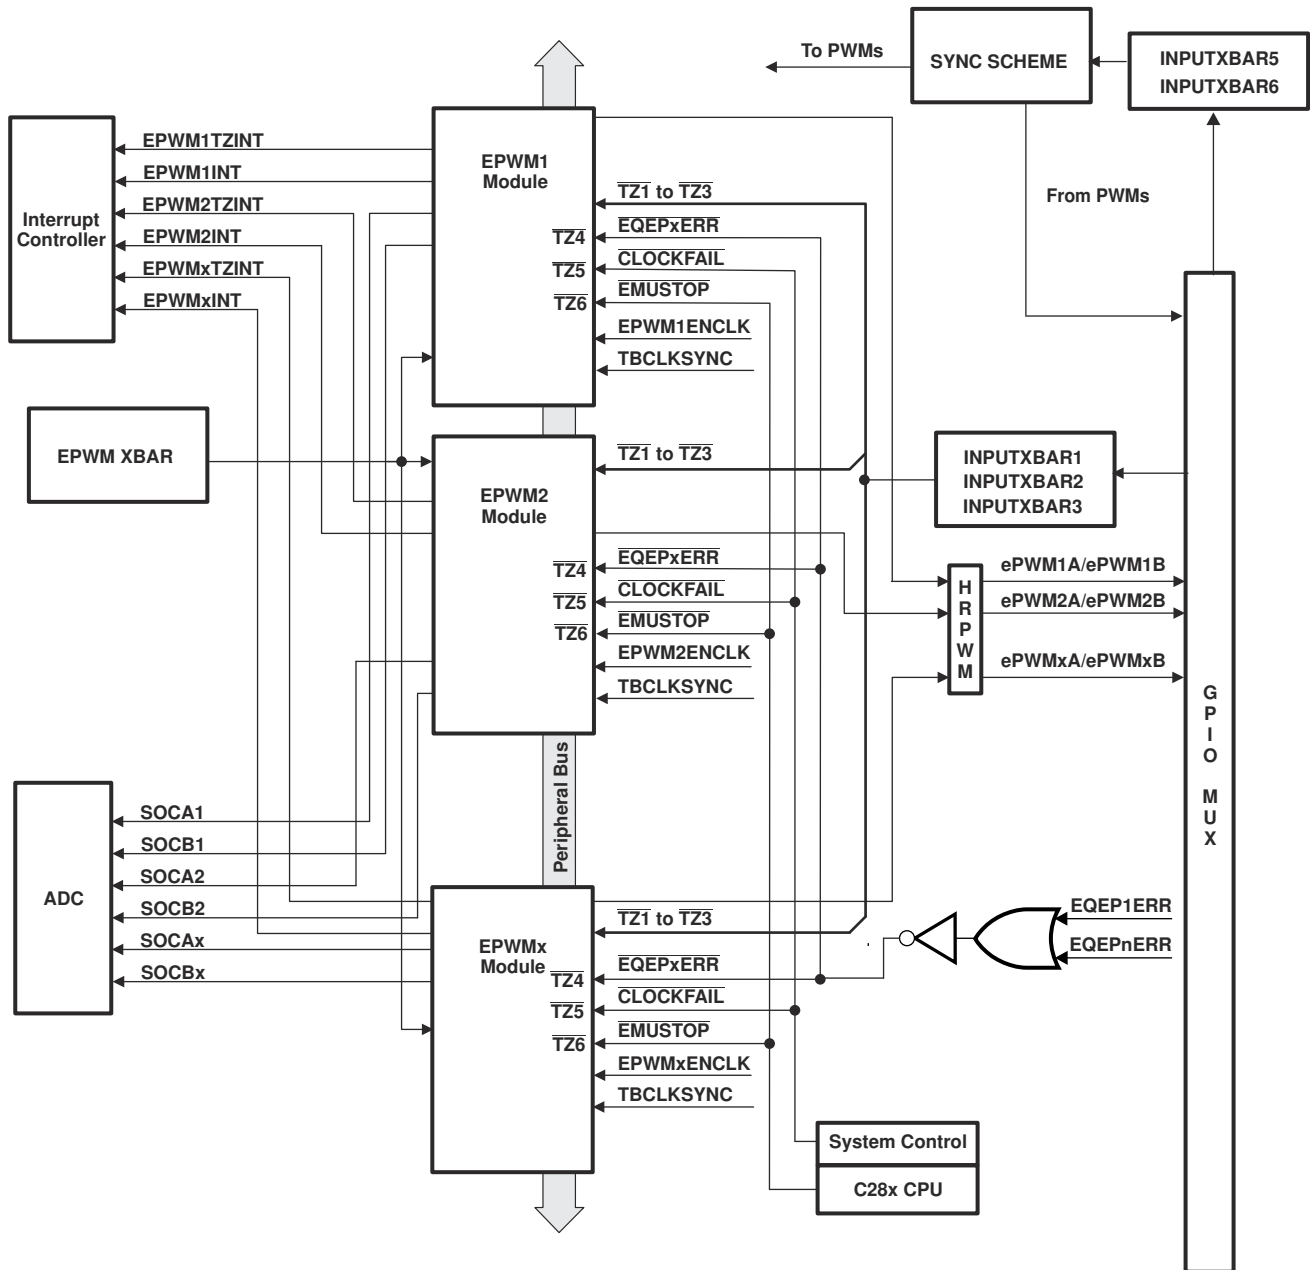 To PWMs
SYNC SCHEME
INPUTXBAR5
INPUTXBAR6
From PWMs
Interrupt
Controller
EPWM1TZINT
EPWM1INT
EPWM2TZINT
EPWM2INT
EPWMxTZINT
EPWMxINT
EPWM1
Module
TZ1 to TZ3
TZ4
EQEPxERR
TZ5
CLOCKFAIL
TZ6
EMUSTOP
EPWM1ENCLK
TBCLKSYNC
EPWM XBAR
EPWM2
Module
TZ1 to TZ3
TZ4
EQEPxERR
TZ5
CLOCKFAIL
TZ6
EMUSTOP
EPWM2ENCLK
TBCLKSYNC
INPUTXBAR1
INPUTXBAR2
INPUTXBAR3
HRPWM
ePWM1A/ePWM1B
ePWM2A/ePWM2B
ePWMxA/ePWMxB
GPIO MUX
Peripheral Bus
ADC
SOCA1
SOCB1
SOCA2
SOCB2
SOCAx
SOCBx
EPWMx
Module
TZ1 to TZ3
TZ4
EQEPxERR
TZ5
CLOCKFAIL
TZ6
EMUSTOP
EPWMxENCLK
TBCLKSYNC
EQEP1ERR
EQEPnERR
System Control
C28x CPU